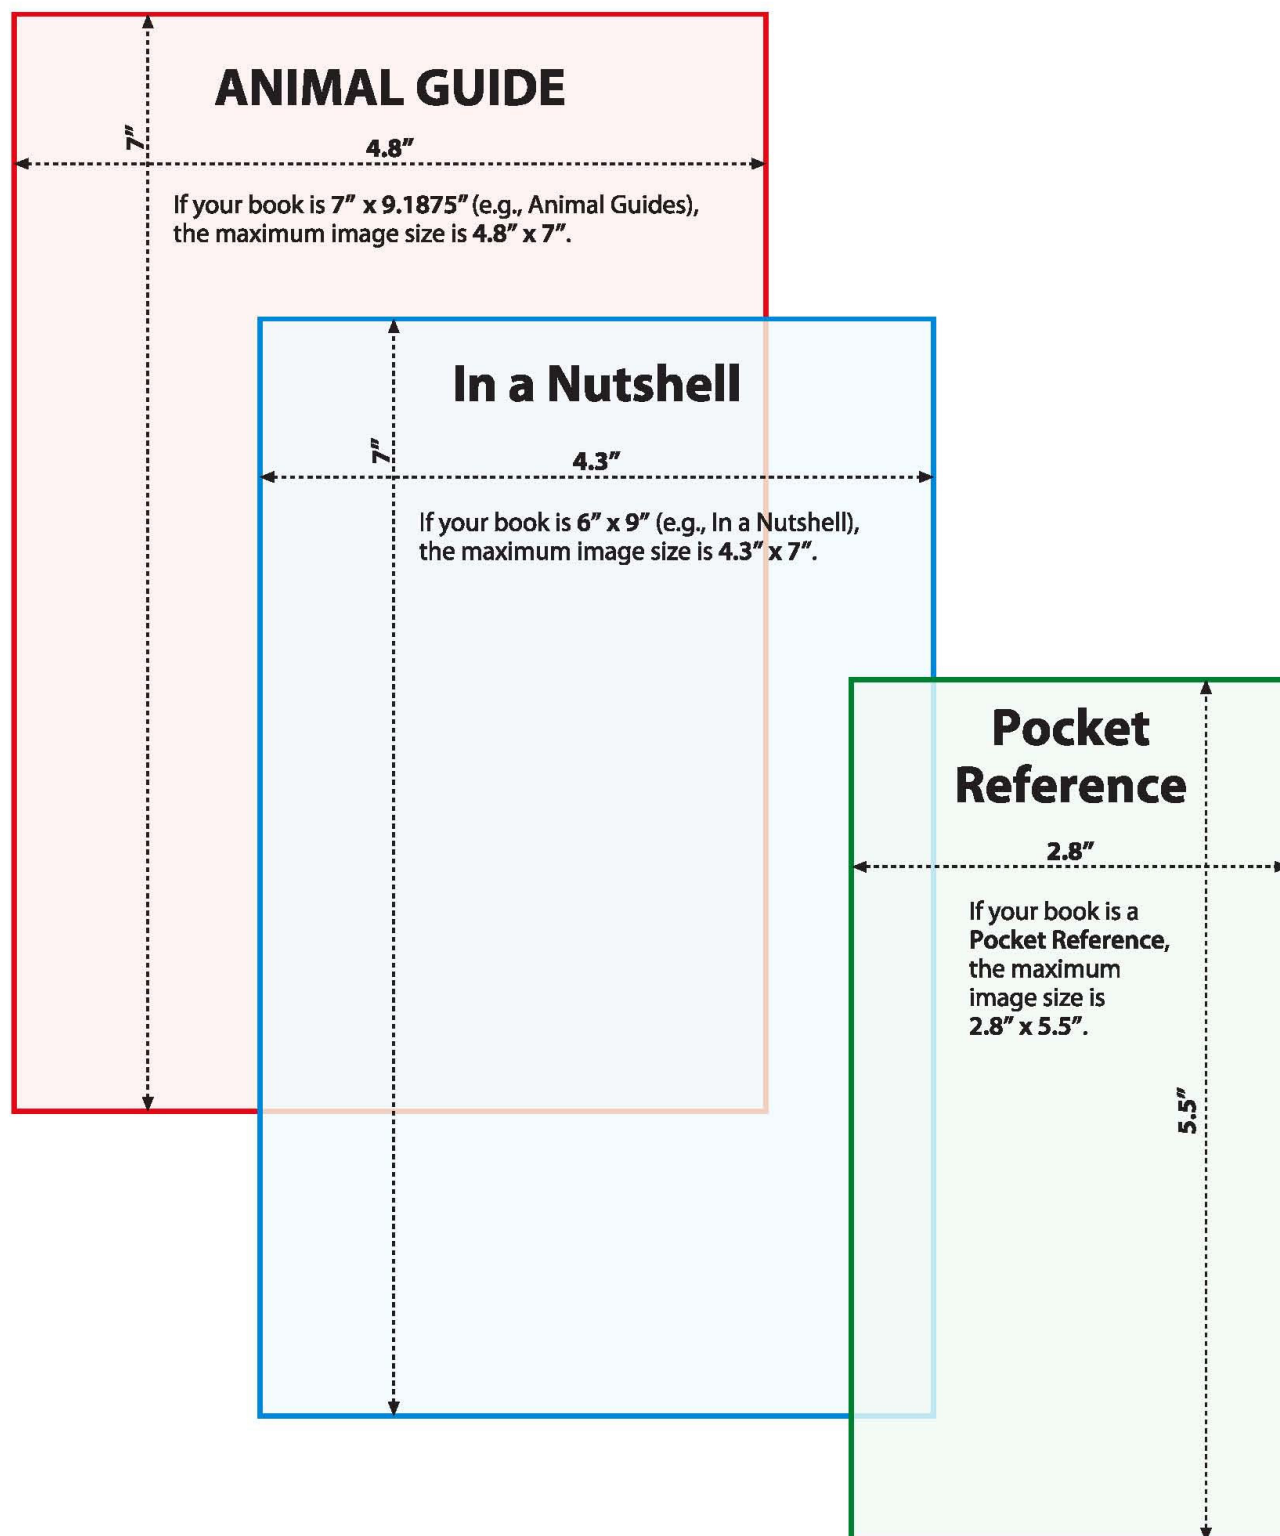 ANIMAL GUIDE
7”
4.8”
If your book is 7” x 9.1875” (e.g., Animal Guides),
the maximum image size is 4.8” x 7”.
In a Nutshell
7”
4.3”
If your book is 6” x 9” (e.g., In a Nutshell),
the maximum image size is 4.3” x 7”.
Pocket
Reference
2.8”
If your book is a
Pocket Reference,
the maximum
image size is
2.8” x 5.5”.
5.5”